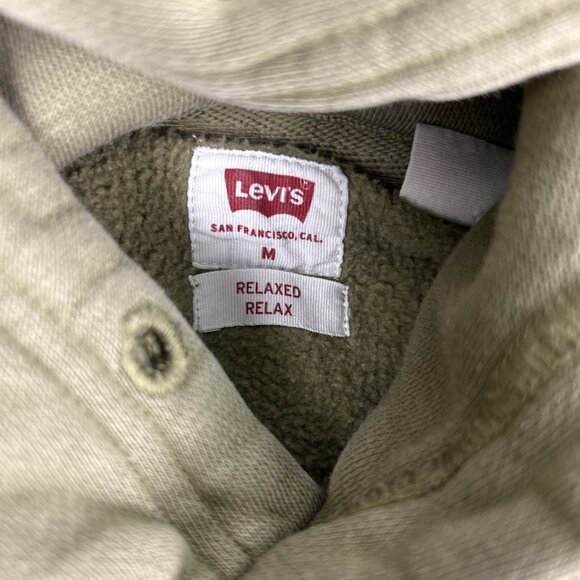 Levi's
SAN FRANCISCO, CAL.
M
RELAXED
RELAX